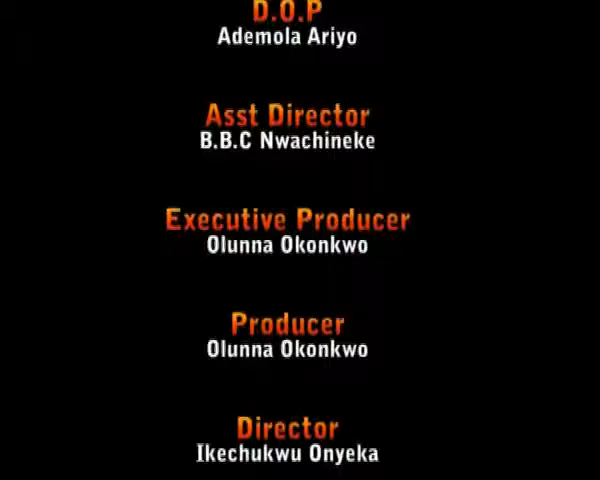 D.O.P
Ademola Ariyo
Asst Director
B.B.C Nwachineke
Executive Producer
Olunna Okonkwo
Producer
Olunna Okonkwo
Director
Ikechukwu Onyeka